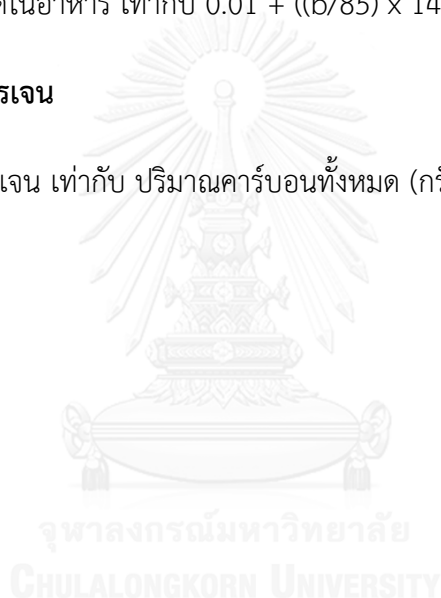 ในอาหาร เท่ากับ 0.01 + ((b/85) x 14
รเจน
เจน เท่ากับ ปริมาณคาร์บอนทั้งหมด (กร
จุฬาลงกรณ์มหาวิทยาลัย
CHULALONGKORN UNIVERSITY